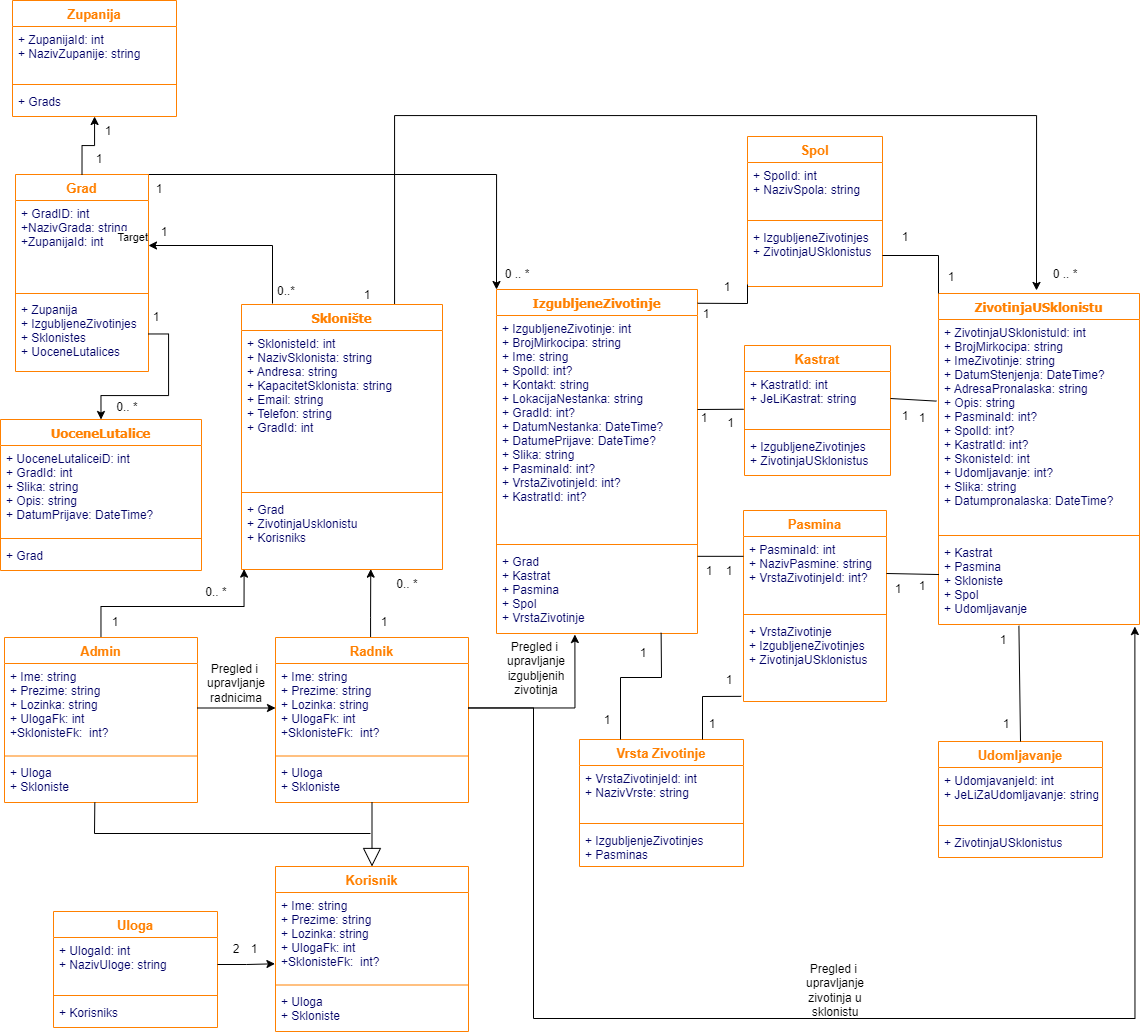 Zupanija
+ ZupanijaId: int
+ NazivZupanije: string
+ Grads
1
1
Grad
+ GradID: int
+NazivGrada: string
+ZupanijaId: int
+ Zupanija
+ IzgubljeneZivotinjes
+ Sklonistes
+ UoceneLutalices
1
Target
1
0..*
1
0.. *
UoceneLutalice
+ UoceneLutaliceiD: int
+ GradId: int
+ Slika: string
+ Opis: string
+ DatumPrijave: DateTime?
+ Grad
1
Sklonište
+ SklonisteId: int
+ NazivSklonista: string
+ Andresa: string
+ KapacitetSklonista: string
+ Email: string
+ Telefon: string
+ GradId: int
+ Grad
+ ZivotinjaUsklonistu
+ Korisniks
0.. *
IzgubljeneZivotinje
+ IzgubljeneZivotinje: int
+ BrojMirkocipa: string
+ Ime: string
+ SpolId: int?
+ Kontakt: string
+ LokacijaNestanka: string
+ GradId: int?
+ DatumNestanka: DateTime?
+ DatumePrijave: DateTime?
+ Slika: string
+ PasminaId: int?
+ VrstaZivotinjeId: int?
+ KastratId: int?
+ Grad
+ Kastrat
+ Pasmina
+ Spol
+ VrstaZivotinje
Spol
+ SpolId: int
+ NazivSpola: string
+ IzgubljeneZivotinjes
+ ZivotinjaUSklonistus
1
1
1
1
0.. *
Kastrat
+ KastratId: int
+ JeLiKastrat: string
+ IzgubljeneZivotinjes
+ ZivotinjaUSklonistus
1
1
1
1
Pasmina
+ PasminaId: int
+ NazivPasmine: string
+ VrstaZivotinjeId: int?
+ VrstaZivotinje
+ IzgubljeneZivotinjes
+ ZivotinjaUSklonistus
1
1
1
1
ZivotinjaUSklonistu
+ ZivotinjaUSklonistuId: int
+ BrojMirkocipa: string
+ ImeZivotinje: string
+ DatumStenjenja: DateTime?
+ AdresaPronalaska: string
+ Opis: string
+ PasminaId: int?
+ SpolId: int?
+ KastratId: int?
+ SkonisteId: int
+ Udomljavanje: int?
+ Slika: string
+ Datumpronalaska: DateTime?
+ Kastrat
+ Pasmina
+ Skloniste
+ Spol
+ Udomljavanje
0.. *
1
0.. *
1
Admin
+ Ime: string
+ Prezime: string
+ Lozinka: string
+ UlogaFk: int
+SklonisteFk: int?
+ Uloga
+ Skloniste
Pregled i
upravljanje
radnicima
Radnik
+ Ime: string
+ Prezime: string
+ Lozinka: string
+ UlogaFk: int
+SklonisteFk: int?
+ Uloga
+ Skloniste
Pregled i
upravljanje
izgubljenih
zivotinja
1
1
1
1
Vrsta Zivotinje
+ VrstaZivotinjeId: int
+ NazivVrste: string
+ IzgubljenjeZivotinjes
+ Pasminas
1
1
Udomljavanje
+ UdomjavanjeId: int
+ JeLiZaUdomljavanje: string
+ ZivotinjaUSklonistus
Korisnik
+ Ime: string
+ Prezime: string
+ Lozinka: string
+ UlogaFk: int
+SklonisteFk: int?
+ Uloga
+ Skloniste
Uloga
+ UlogaId: int
+ NazivUloge: string
+ Korisniks
2
1
Pregled i
upravljanje
zivotinja u
sklonistu